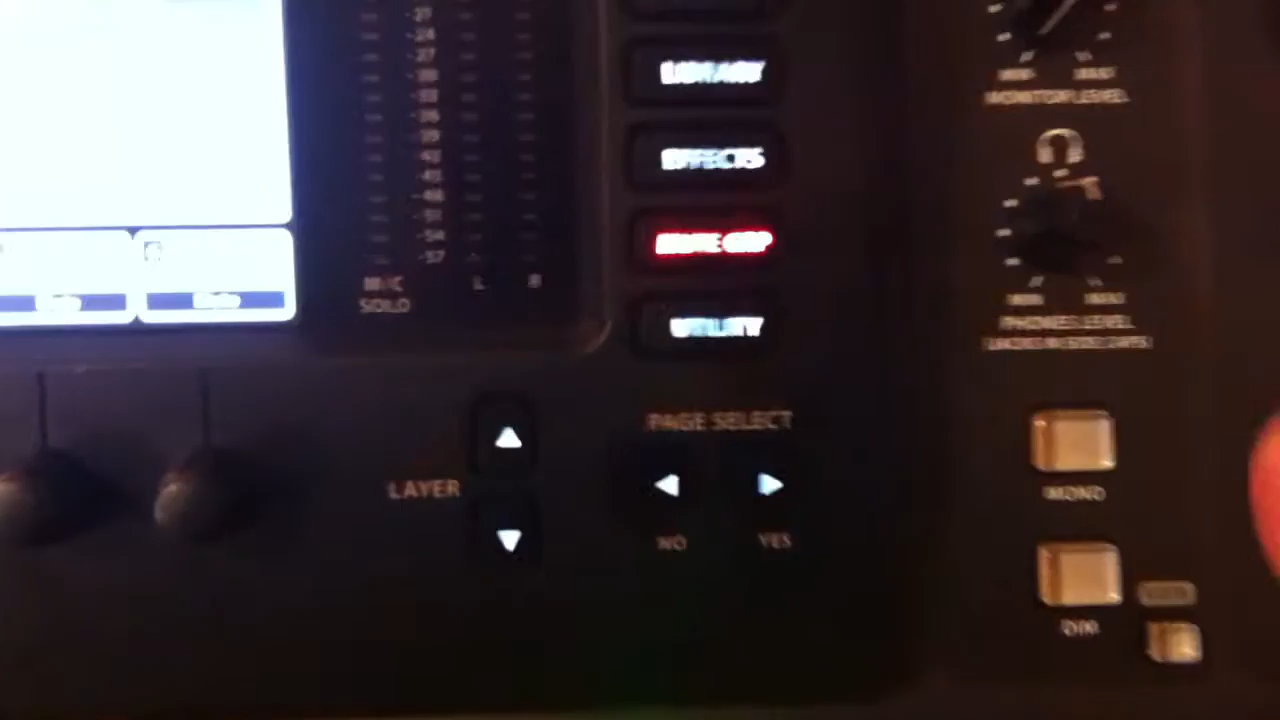 -24
-27
-30
-33
-36
-39
-42
-45
-48
-51
-54
-57
M/C
SOLO
L
R
LIBRARY
EFFECTS
MUTE GRP
UTILITY
MONITOR LEVEL
PHONES LEVEL
LAYER
PAGE SELECT
NO
YES
MONO
DIM